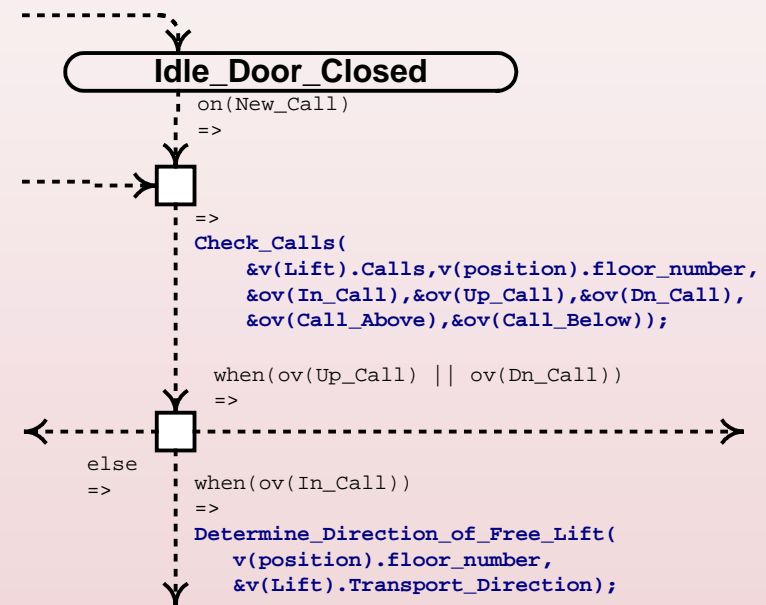 Idle_Door_Closed
on(New_Call)
=>
=>
Check_Calls(
&v(Lift).Calls,v(position).floor_number,
&ov(In_Call),&ov(Up_Call),&ov(Dn_Call),
&ov(Call_Above),&ov(Call_Below));
when(ov(Up_Call) || ov(Dn_Call))
=>
else
=>
when(ov(In_Call))
=>
Determine_Direction_of_Free_Lift(
v(position).floor_number,
&v(Lift).Transport_Direction);